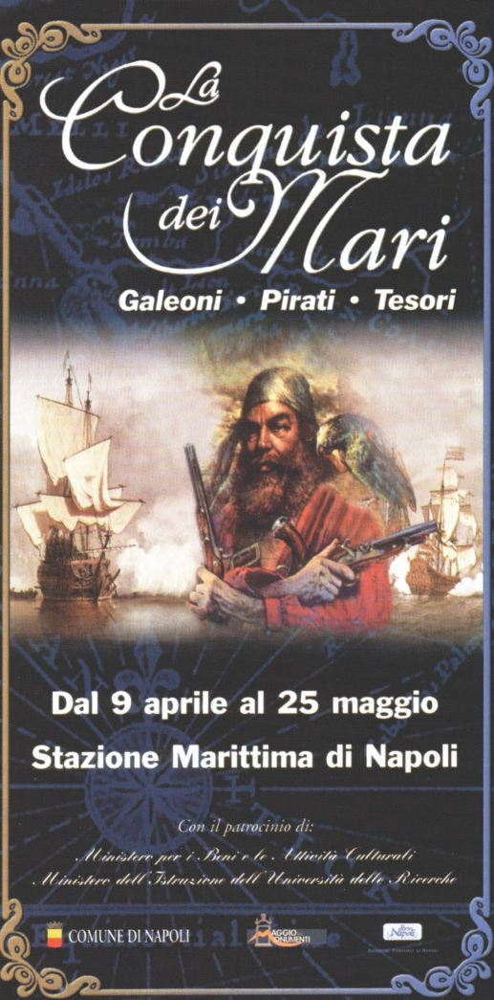 La
Conquista
dei Mari
Galeoni • Pirati • Tesori
Dal 9 aprile al 25 maggio
Stazione Marittima di Napoli
Con il patrocinio di:
Ministero per i Beni e le Attività Culturali
Ministero dell'Istruzione dell'Università delle Ricerche
COMUNE DI NAPOLI
MAGGIO DEI MONUMENTI
Napoli